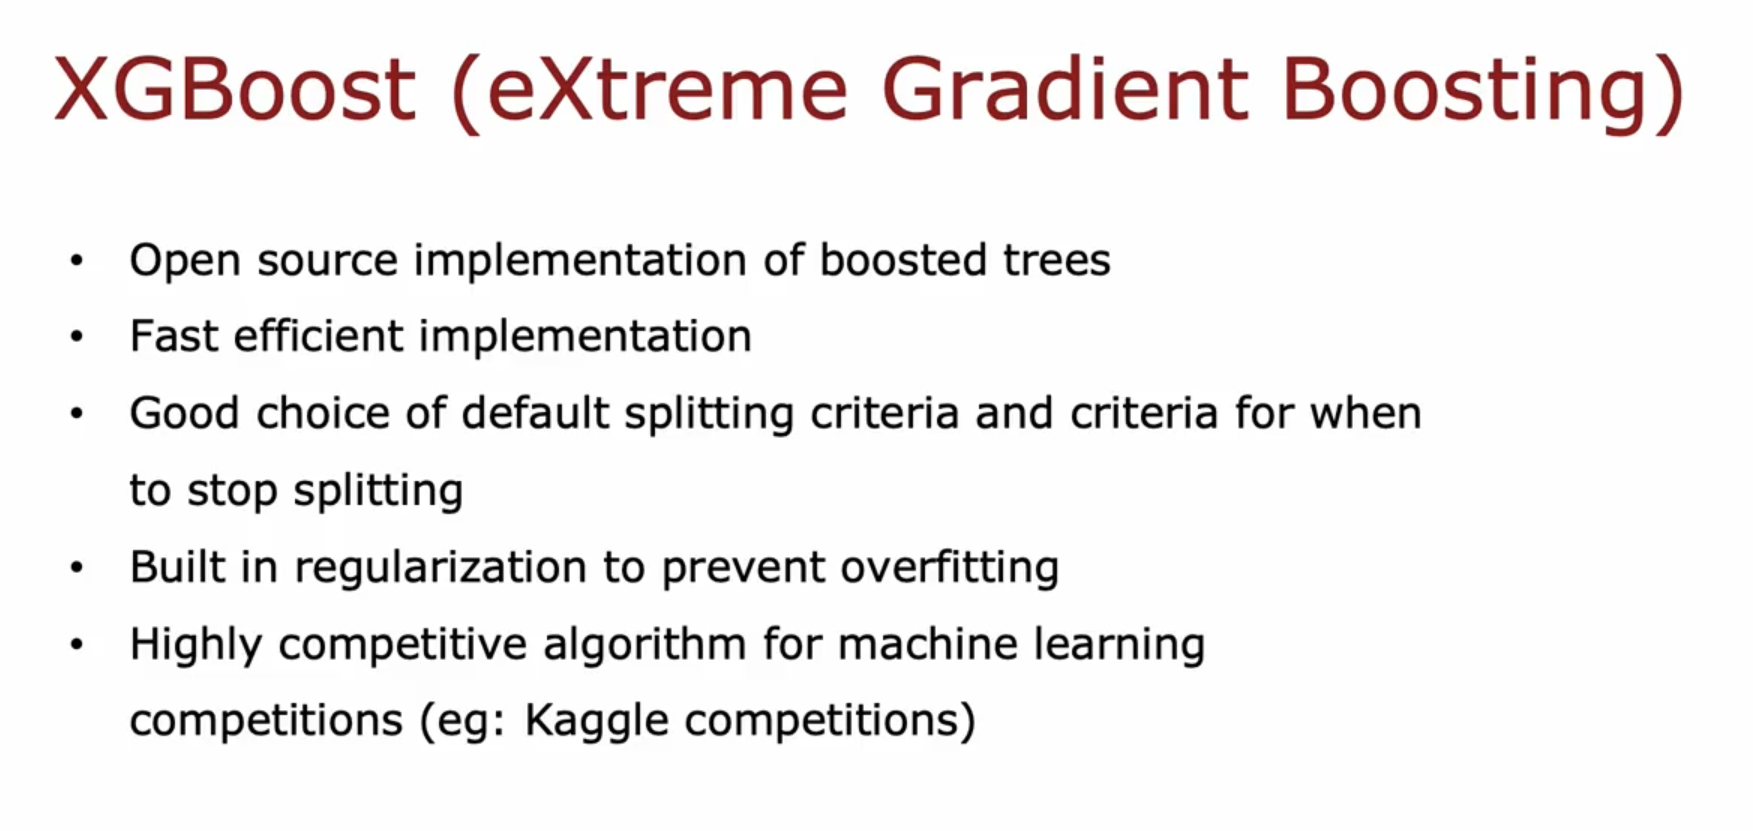 XGBoost (eXtreme Gradient Boosting)
• Open source implementation of boosted trees
• Fast efficient implementation
• Good choice of default splitting criteria and criteria for when
to stop splitting
• Built in regularization to prevent overfitting
• Highly competitive algorithm for machine learning
competitions (eg: Kaggle competitions)